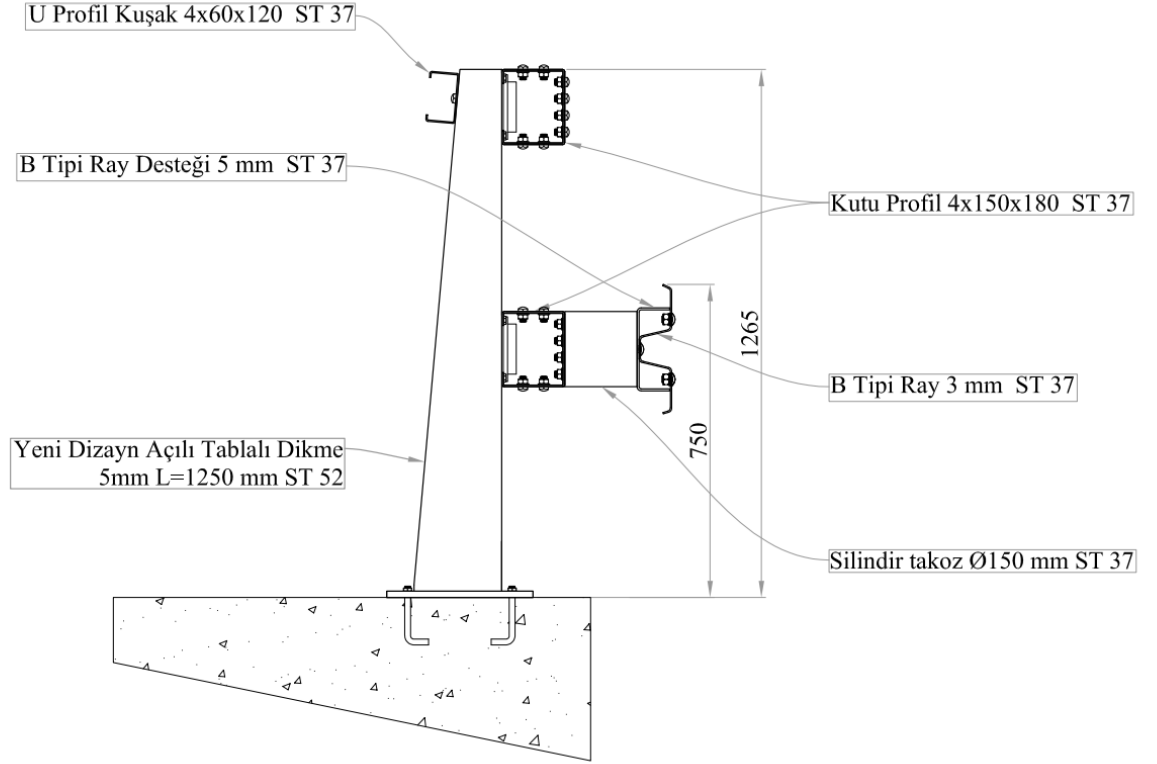 U Profil Kuşak 4x60x120 ST 37
B Tipi Ray Desteği 5 mm ST 37
Kutu Profil 4x150x180 ST 37
1265
B Tipi Ray 3 mm ST 37
750
Yeni Dizayn Açılı Tablalı Dikme
5mm L=1250 mm ST 52
Silindir takoz Ø150 mm ST 37